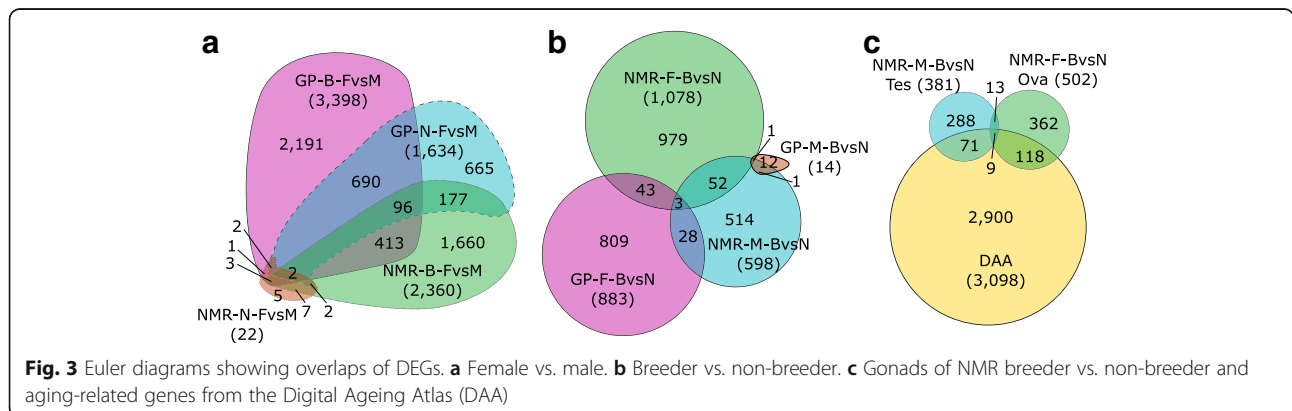 a
GP-B-FvsM
(3,398)
2,191
GP-N-FvsM
(1,634)
665
690
96
177
413
1,660
2
1
3
2
5
7
2
NMR-B-FvsM
(2,360)
NMR-N-FvsM
(22)
b
NMR-F-BvsN
(1,078)
979
1
12
GP-M-BvsN
(14)
1
43
52
3
28
514
809
NMR-M-BvsN
(598)
GP-F-BvsN
(883)
c
NMR-M-BvsN
Tes (381)
NMR-F-BvsN
Ova (502)
13
288
362
71
9
118
2,900
DAA
(3,098)
Fig. 3 Euler diagrams showing overlaps of DEGs. a Female vs. male. b Breeder vs. non-breeder. c Gonads of NMR breeder vs. non-breeder and
aging-related genes from the Digital Ageing Atlas (DAA)